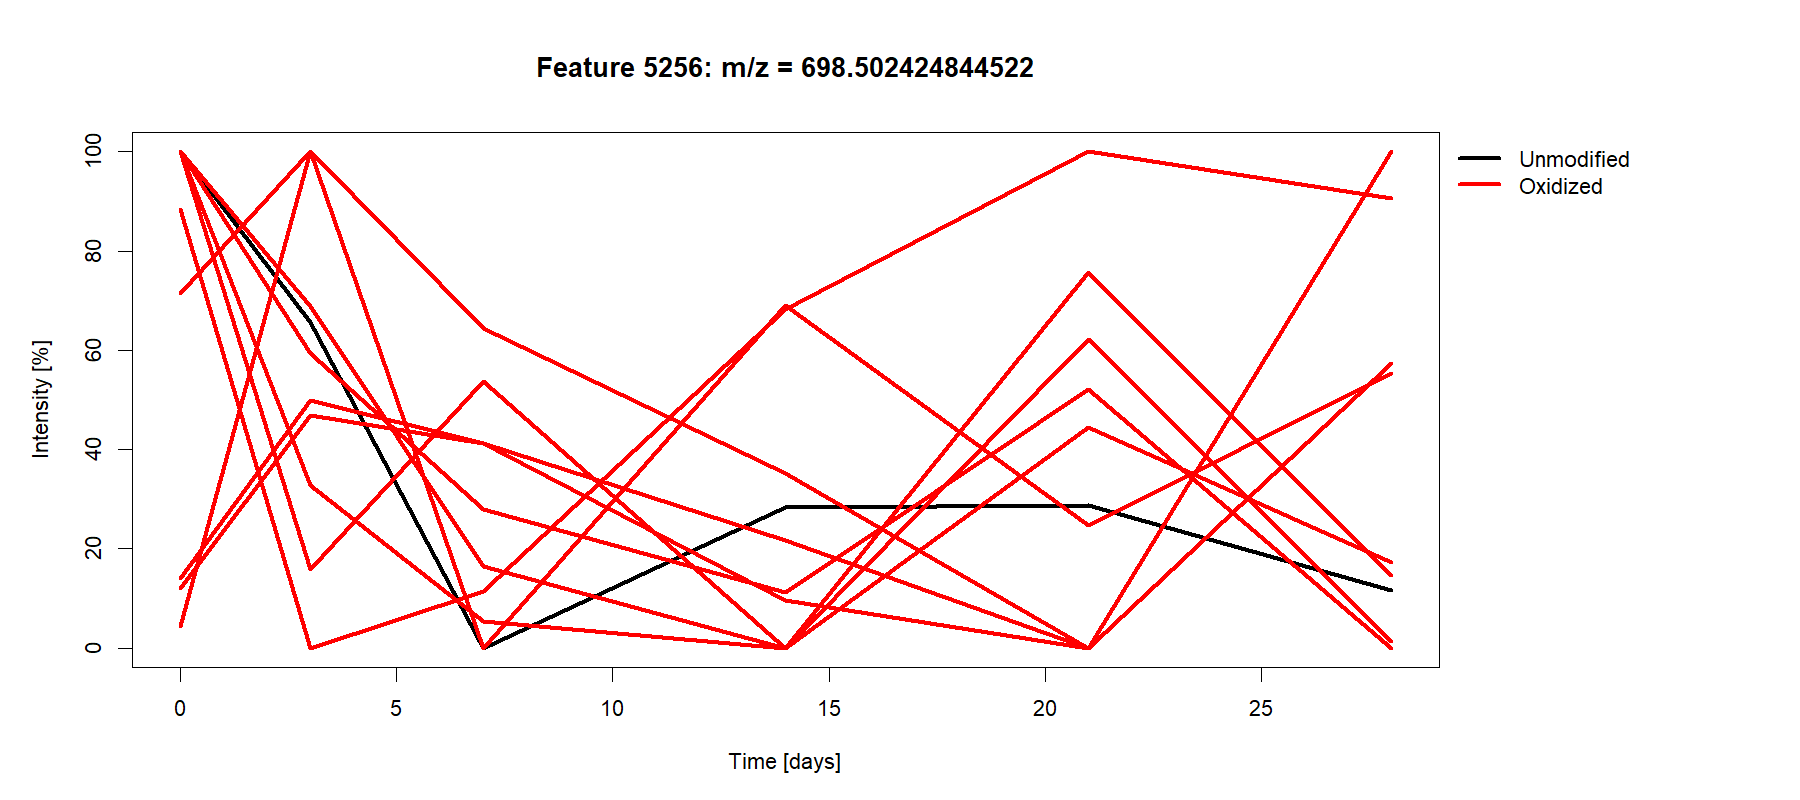 Feature 5256: m/z = 698.502424844522
Unmodified
Oxidized
Intensity [%]
100
80
60
40
20
0
0 5 10 15 20 25
Time [days]